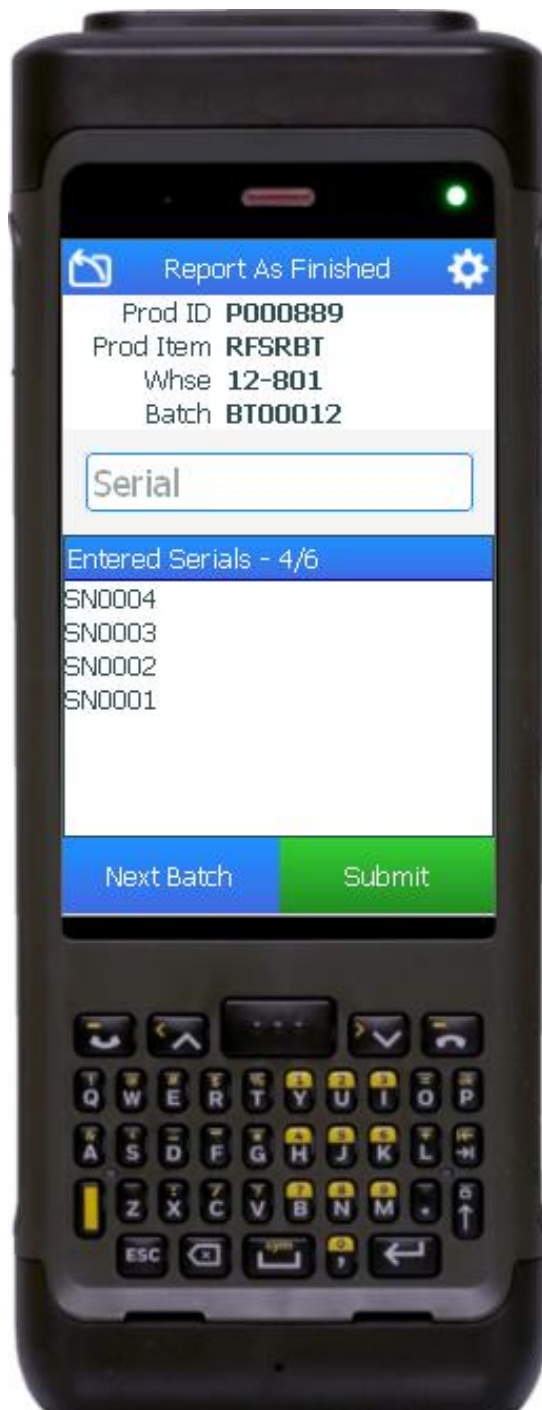 Report As Finished
Prod ID P000889
Prod Item RFSRBT
Whse 12-801
Batch BT00012
Serial
Entered Serials - 4/6
SN0004
SN0003
SN0002
SN0001
Next Batch Submit
Q W E R T Y U I O P
A S D F G H J K L
Z X C V B N M .
ESC sym ,